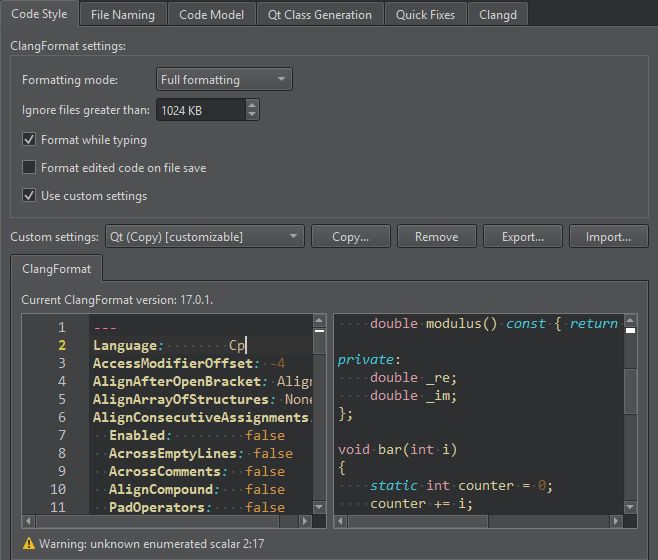 Code Style File Naming Code Model Qt Class Generation Quick Fixes Clangd
ClangFormat settings:
Formatting mode: Full formatting
Ignore files greater than: 1024 KB
Format while typing
Format edited code on file save
Use custom settings
Custom settings: Qt (Copy) [customizable] Copy... Remove Export... Import...
ClangFormat
Current ClangFormat version: 17.0.1.
1 ---
2 Language: Cp
3 AccessModifierOffset: -4
4 AlignAfterOpenBracket: Align
5 AlignArrayOfStructures: None
6 AlignConsecutiveAssignments:
7 Enabled: false
8 AcrossEmptyLines: false
9 AcrossComments: false
10 AlignCompound: false
11 PadOperators: false
double modulus() const { return
private:
double _re;
double _im;
};
void bar(int i)
{
static int counter = 0;
counter += i;
Warning: unknown enumerated scalar 2:17